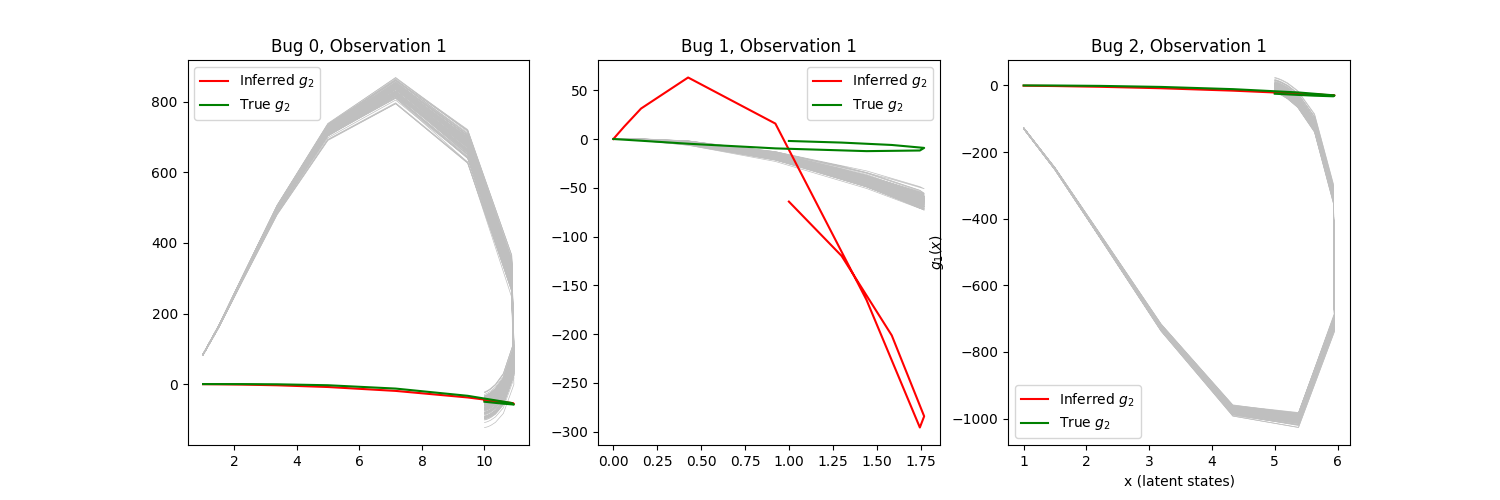 Bug 0, Observation 1
Inferred g₂
True g₂
800
600
400
200
0
2 4 6 8 10
Bug 1, Observation 1
Inferred g₂
True g₂
50
0
−50
−100
−150
−200
−250
−300
0.00 0.25 0.50 0.75 1.00 1.25 1.50 1.75
Bug 2, Observation 1
g₁(x)
0
−200
−400
−600
−800
−1000
Inferred g₂
True g₂
1 2 3 4 5 6
x (latent states)